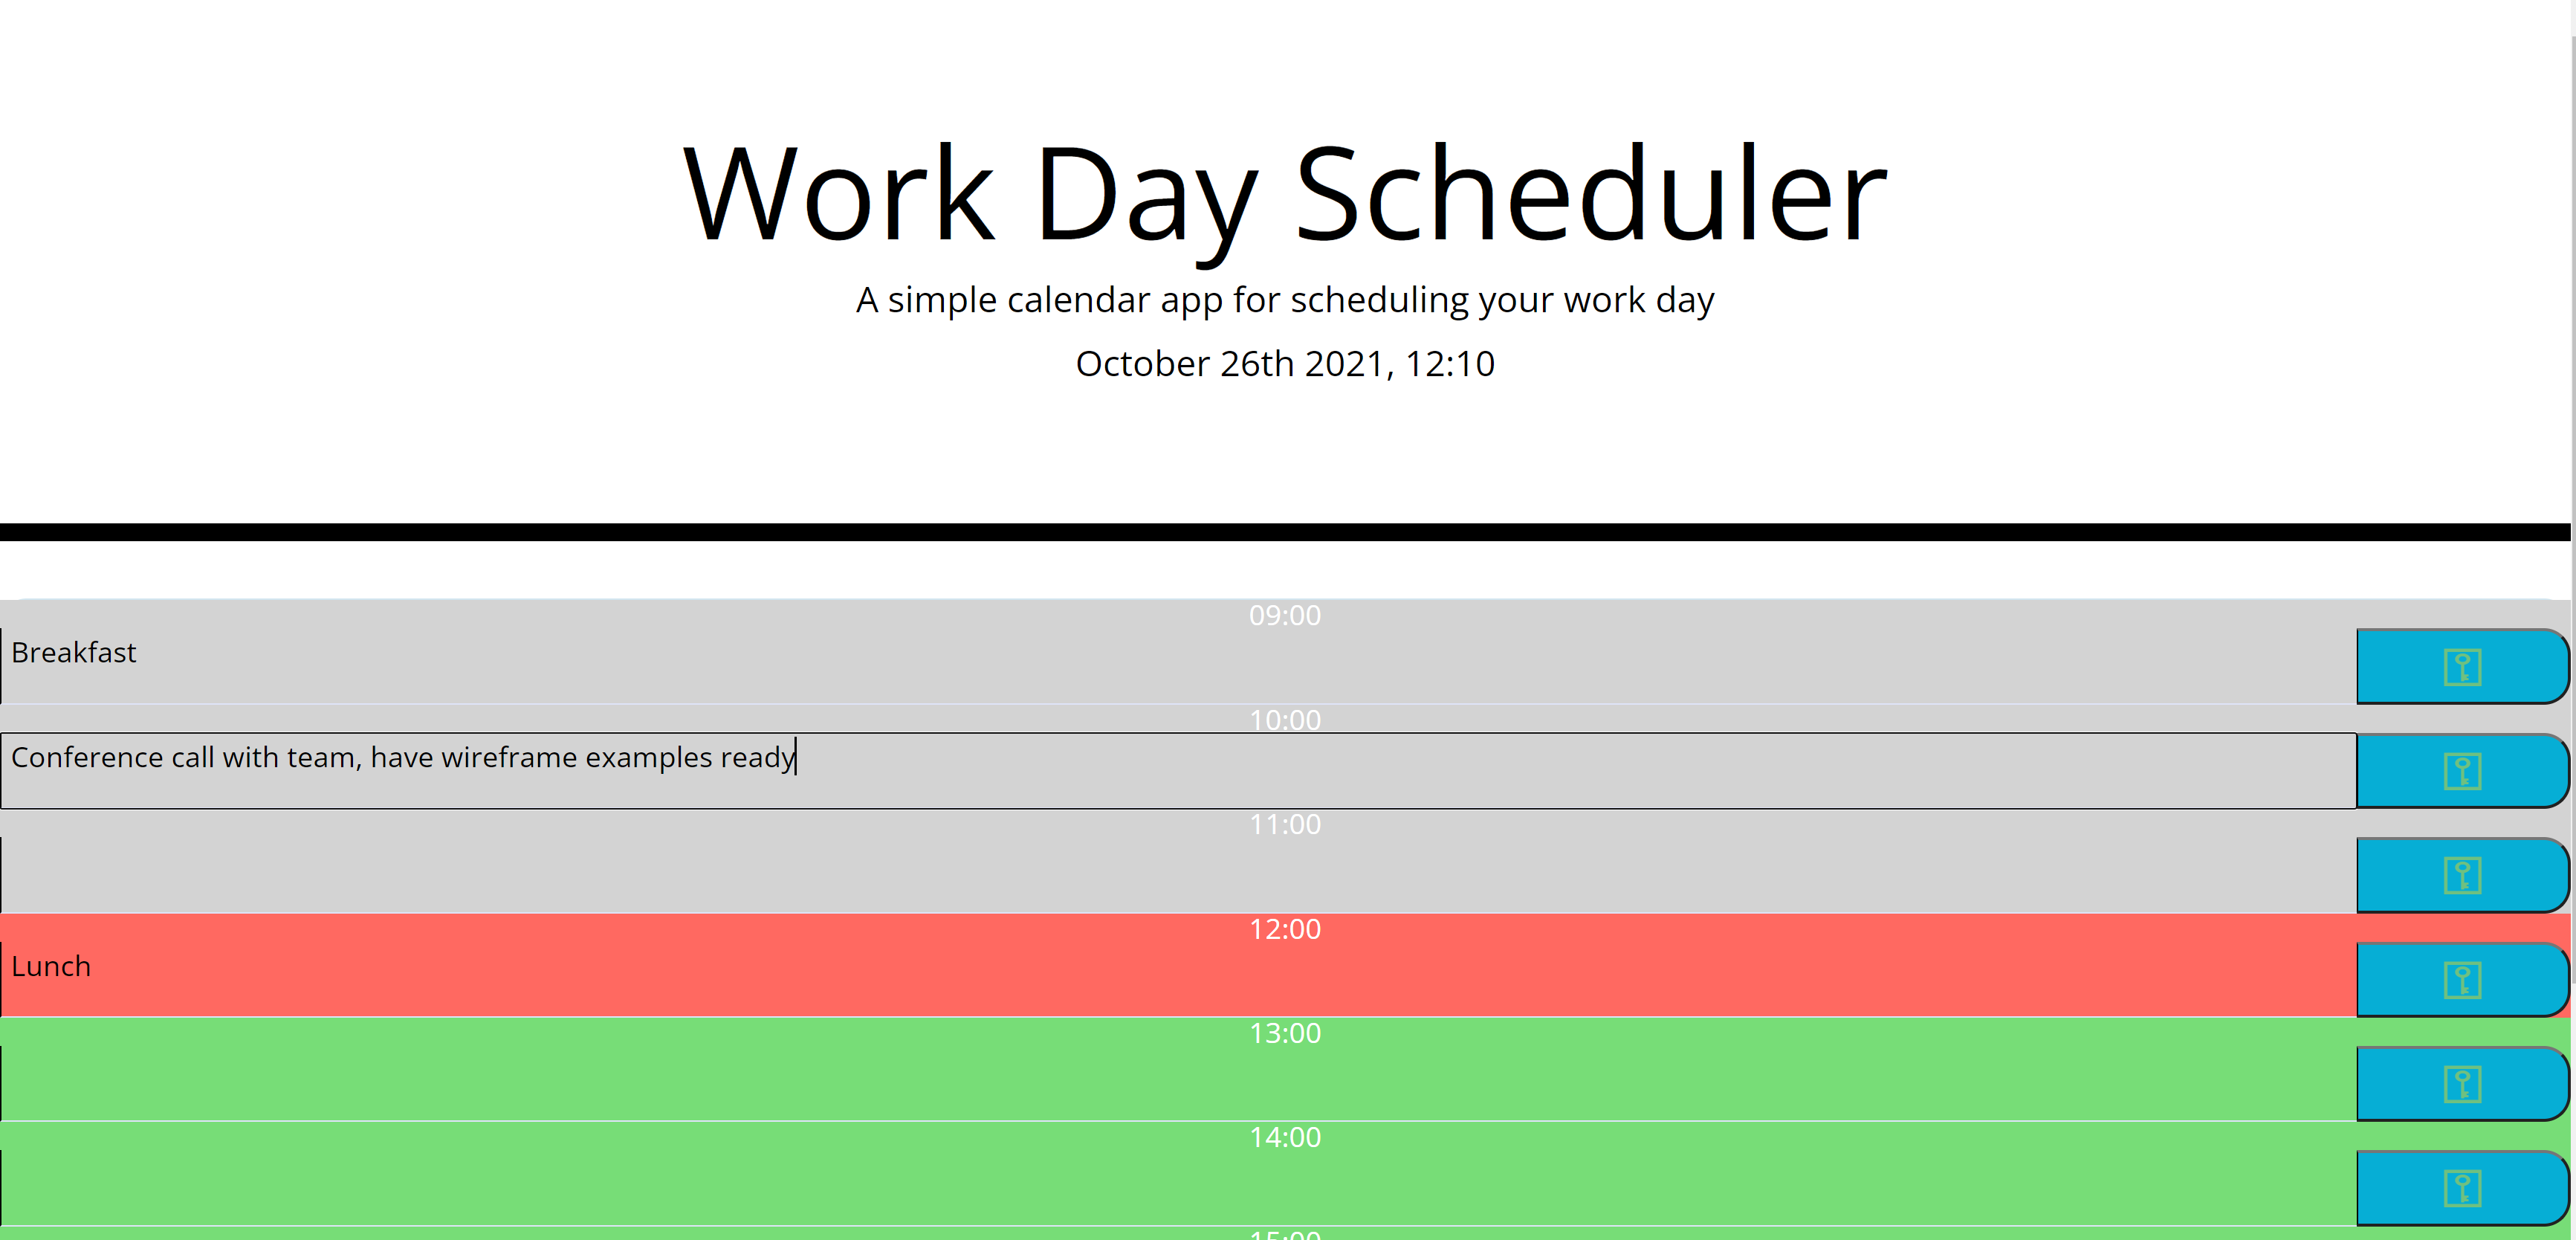 Work Day Scheduler
A simple calendar app for scheduling your work day
October 26th 2021, 12:10
09:00
Breakfast
10:00
Conference call with team, have wireframe examples ready
11:00
12:00
Lunch
13:00
14:00
15:00